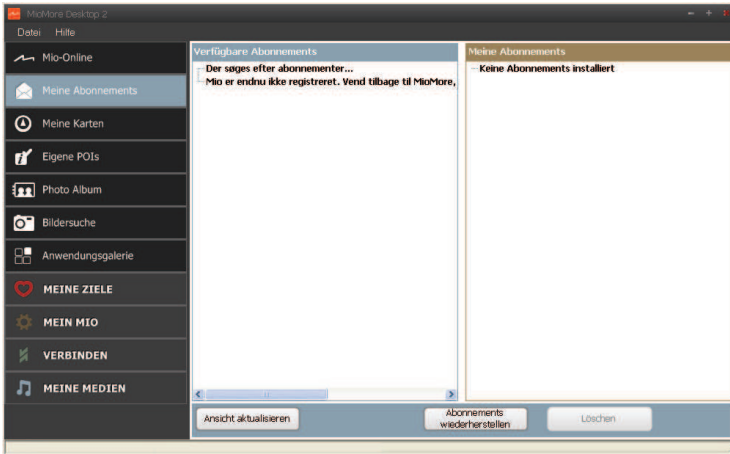 MioMore Desktop 2
Datei Hilfe
Mio-Online
Meine Abonnements
Meine Karten
Eigene POIs
Photo Album
Bildersuche
Anwendungsgalerie
MEINE ZIELE
MEIN MIO
VERBINDEN
MEINE MEDIEN
Verfügbare Abonnements
Der søges efter abonnementer...
Mio er endnu ikke registreret. Vend tilbage til MioMore,
Ansicht aktualisieren
Abonnements
wiederherstellen
Meine Abonnements
Keine Abonnements installiert
Löschen